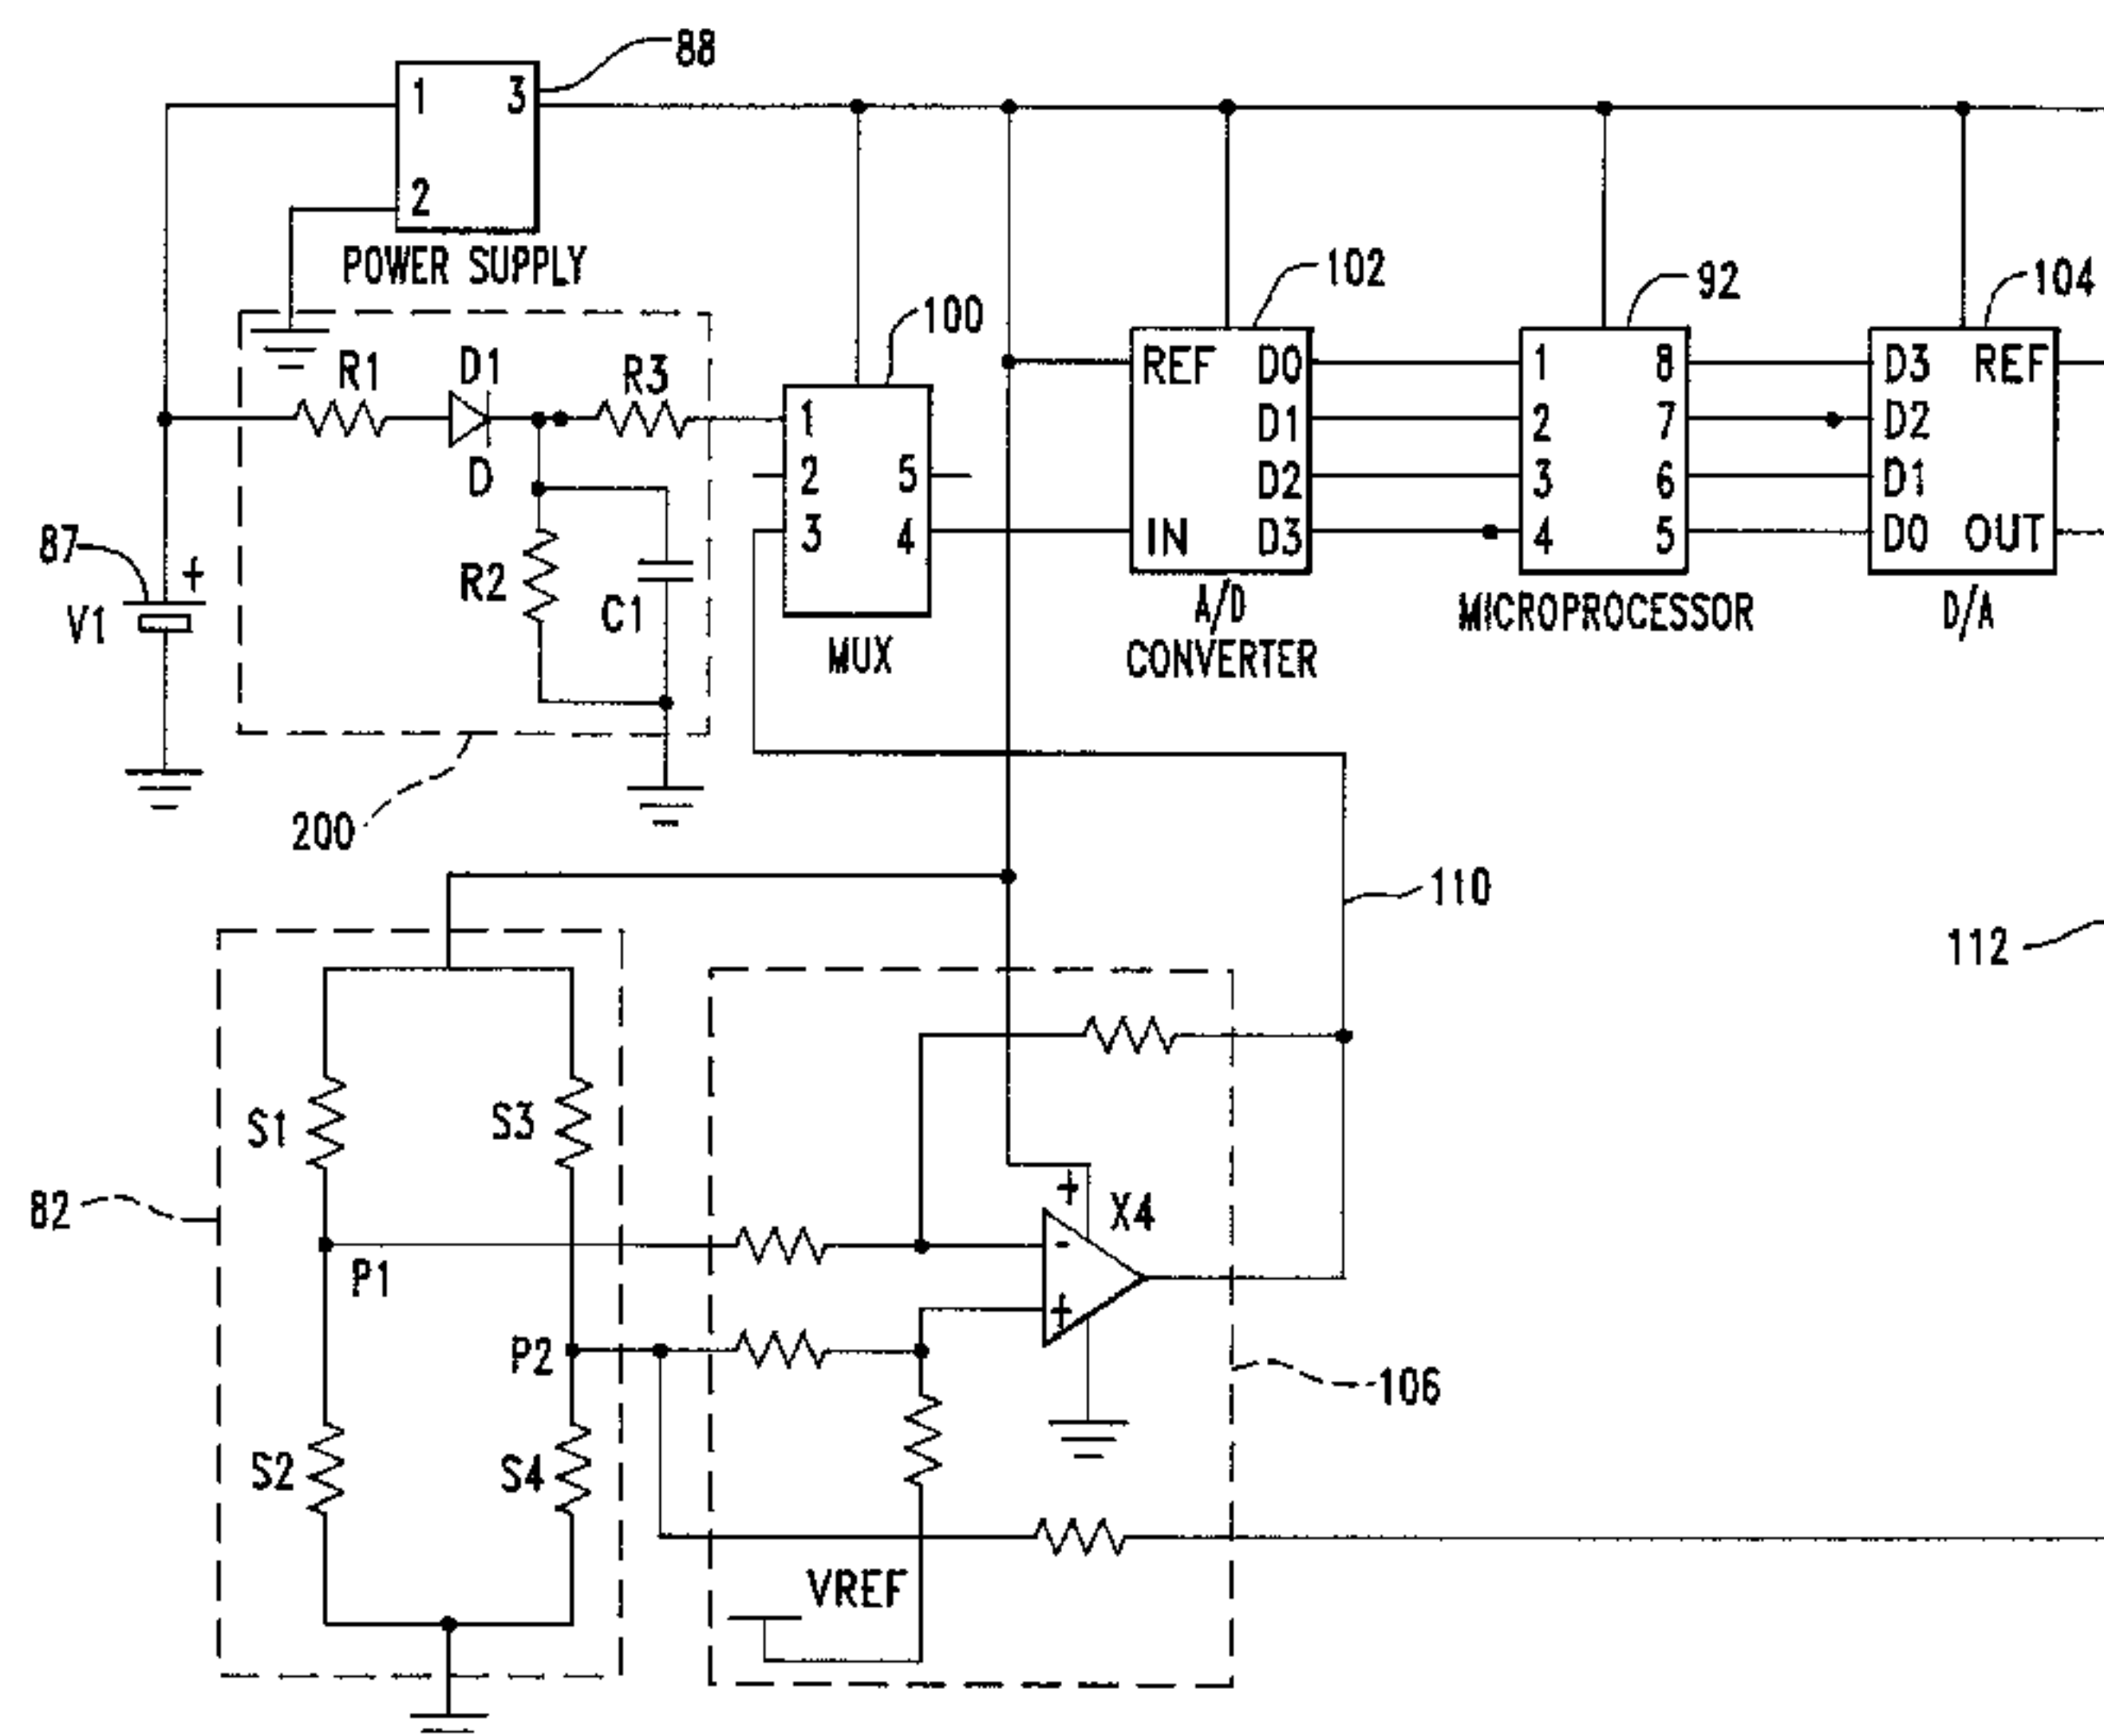 88
1 3
2
POWER SUPPLY
102
92
104
100
R1 D1 R3
D
R2 C1
87
+
V1
200
1
2 5
3 4
MUX
REF D0
D1
D2
IN D3
A/D
CONVERTER
1 8
2 7
3 6
4 5
MICROPROCESSOR
D3 REF
D2
D1
D0 OUT
D/A
110
112
82
S1 S3
P1
P2
S2 S4
+
X4
-
+
106
VREF